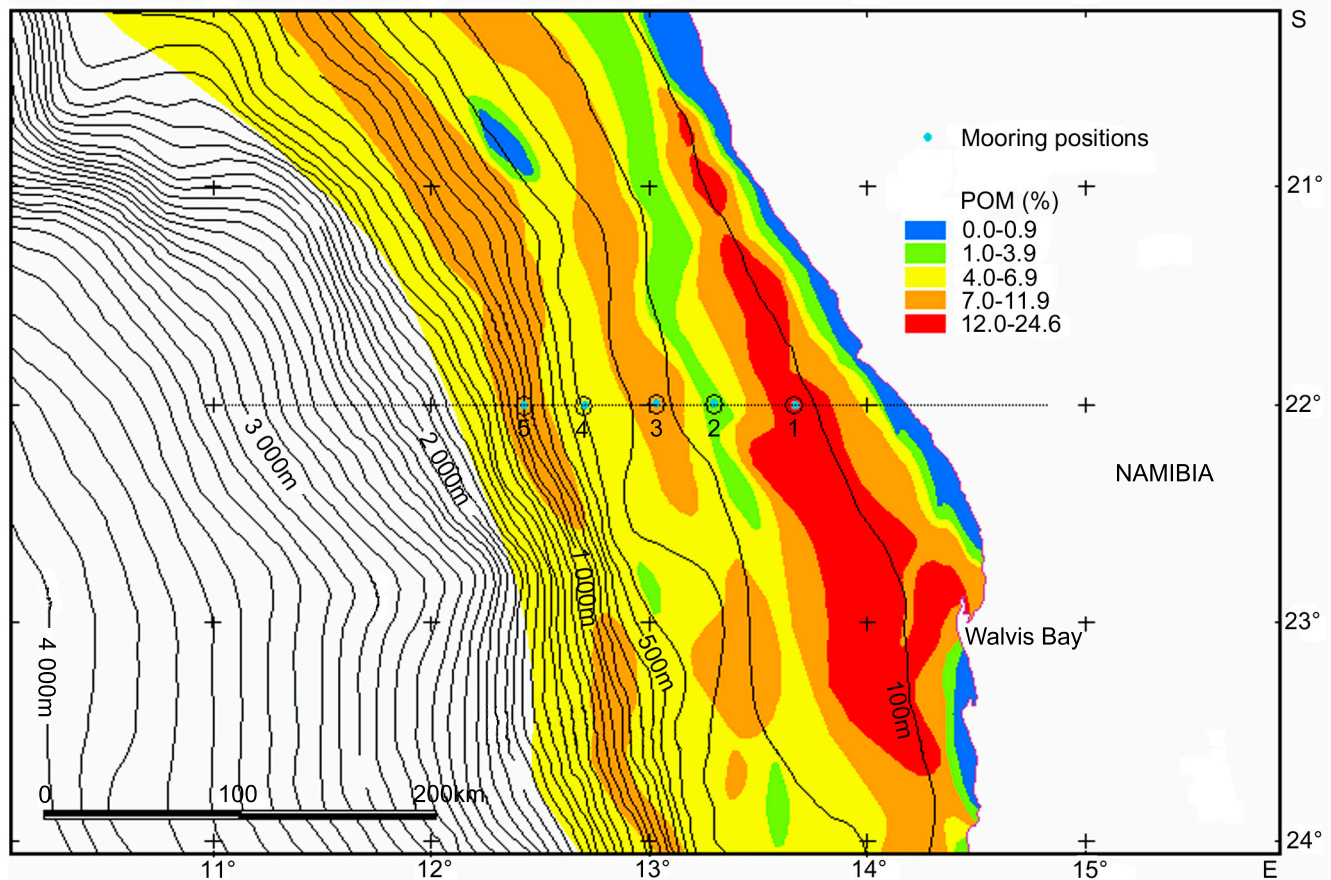 S
Mooring positions
21°
POM (%)
0.0-0.9
1.0-3.9
4.0-6.9
7.0-11.9
12.0-24.6
22°
5
4
3
2
1
3 000m
2 000m
NAMIBIA
1 000m
500m
100m
4 000m
23°
Walvis Bay
0
100
200km
24°
11°
12°
13°
14°
15°
E